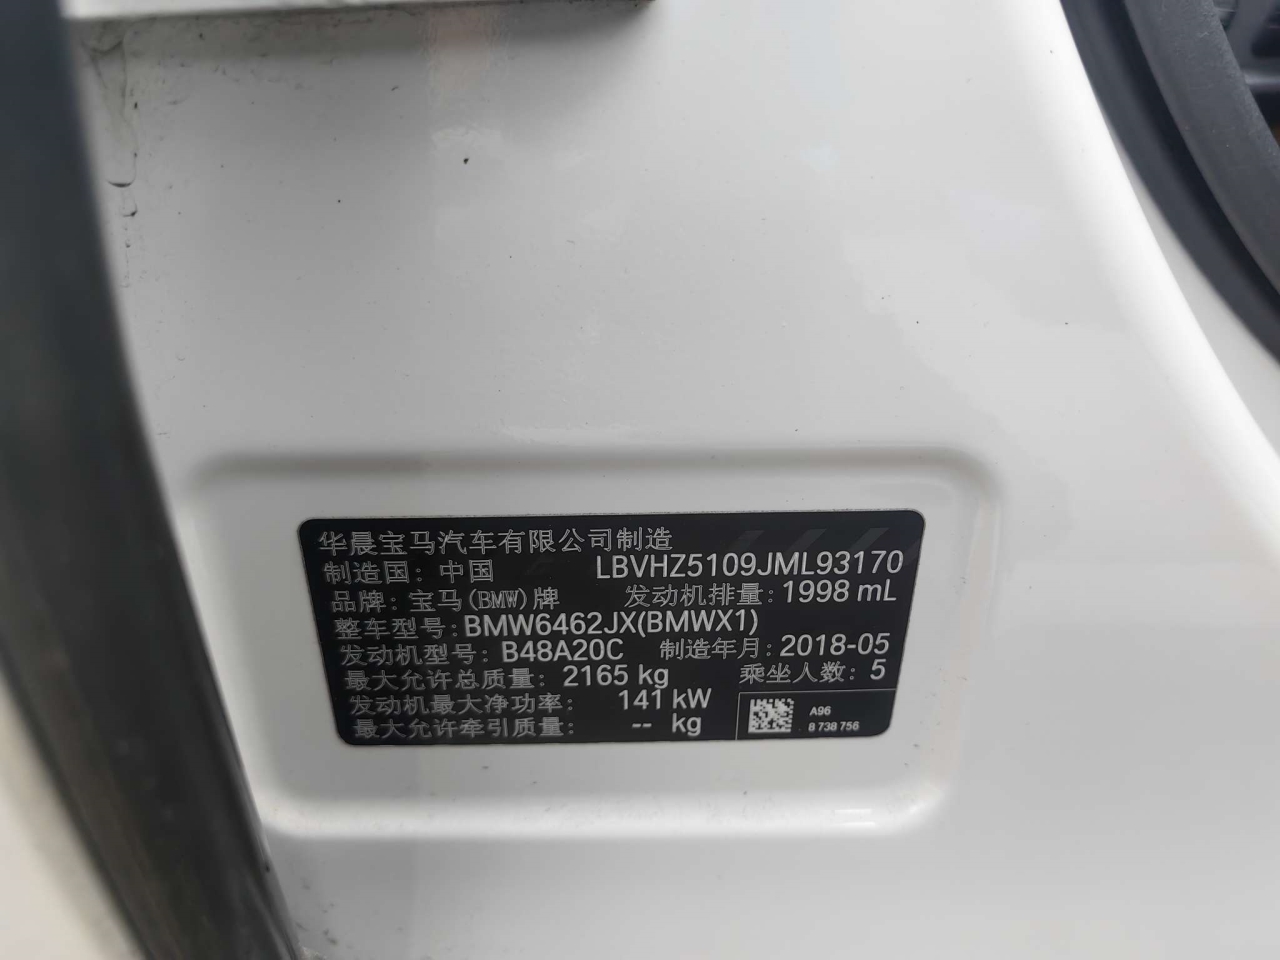 华晨宝马汽车有限公司制造
制造国: 中国 LBVHZ5109JML93170
品牌: 宝马(BMW)牌 发动机排量: 1998 mL
整车型号: BMW6462JX(BMWX1)
发动机型号: B48A20C 制造年月: 2018-05
最大允许总质量: 2165 kg 乘坐人数: 5
发动机最大净功率: 141 kW
最大允许牵引质量: -- kg
A96
8 738 756